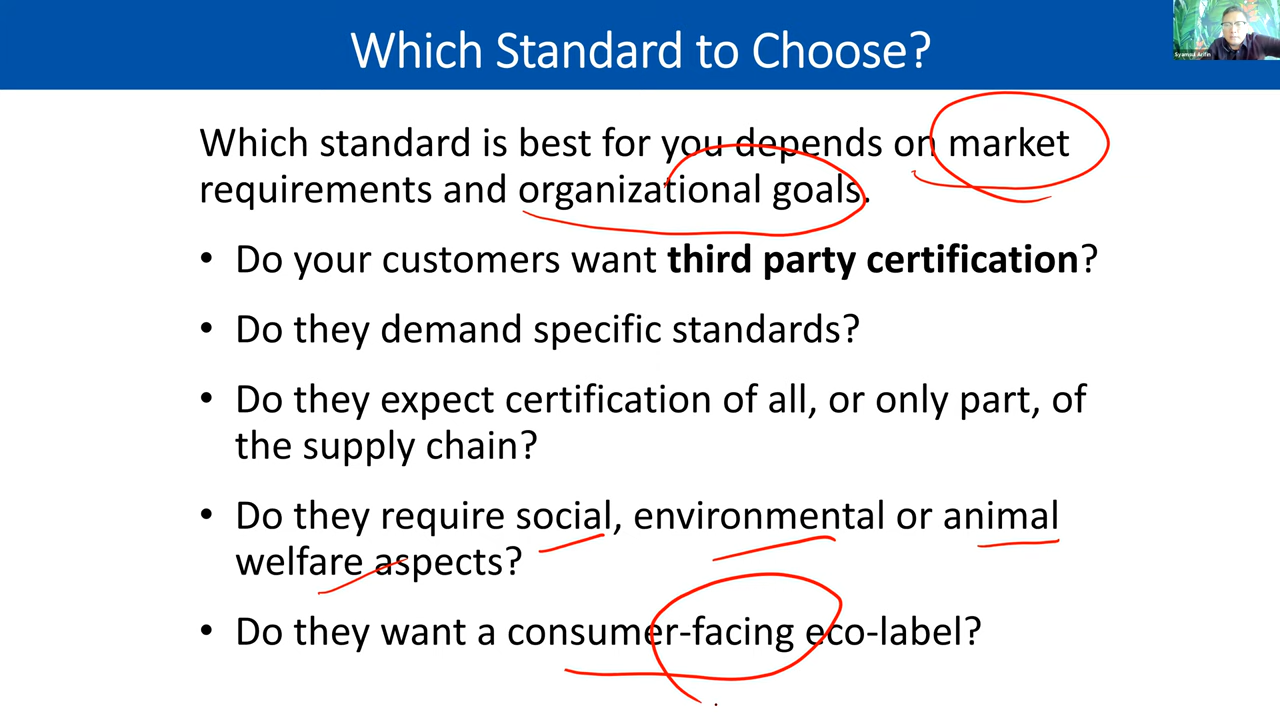 Which Standard to Choose?
Syamsul Arifin
Which standard is best for you depends on market
requirements and organizational goals.
• Do your customers want third party certification?
• Do they demand specific standards?
• Do they expect certification of all, or only part, of
the supply chain?
• Do they require social, environmental or animal
welfare aspects?
• Do they want a consumer-facing eco-label?